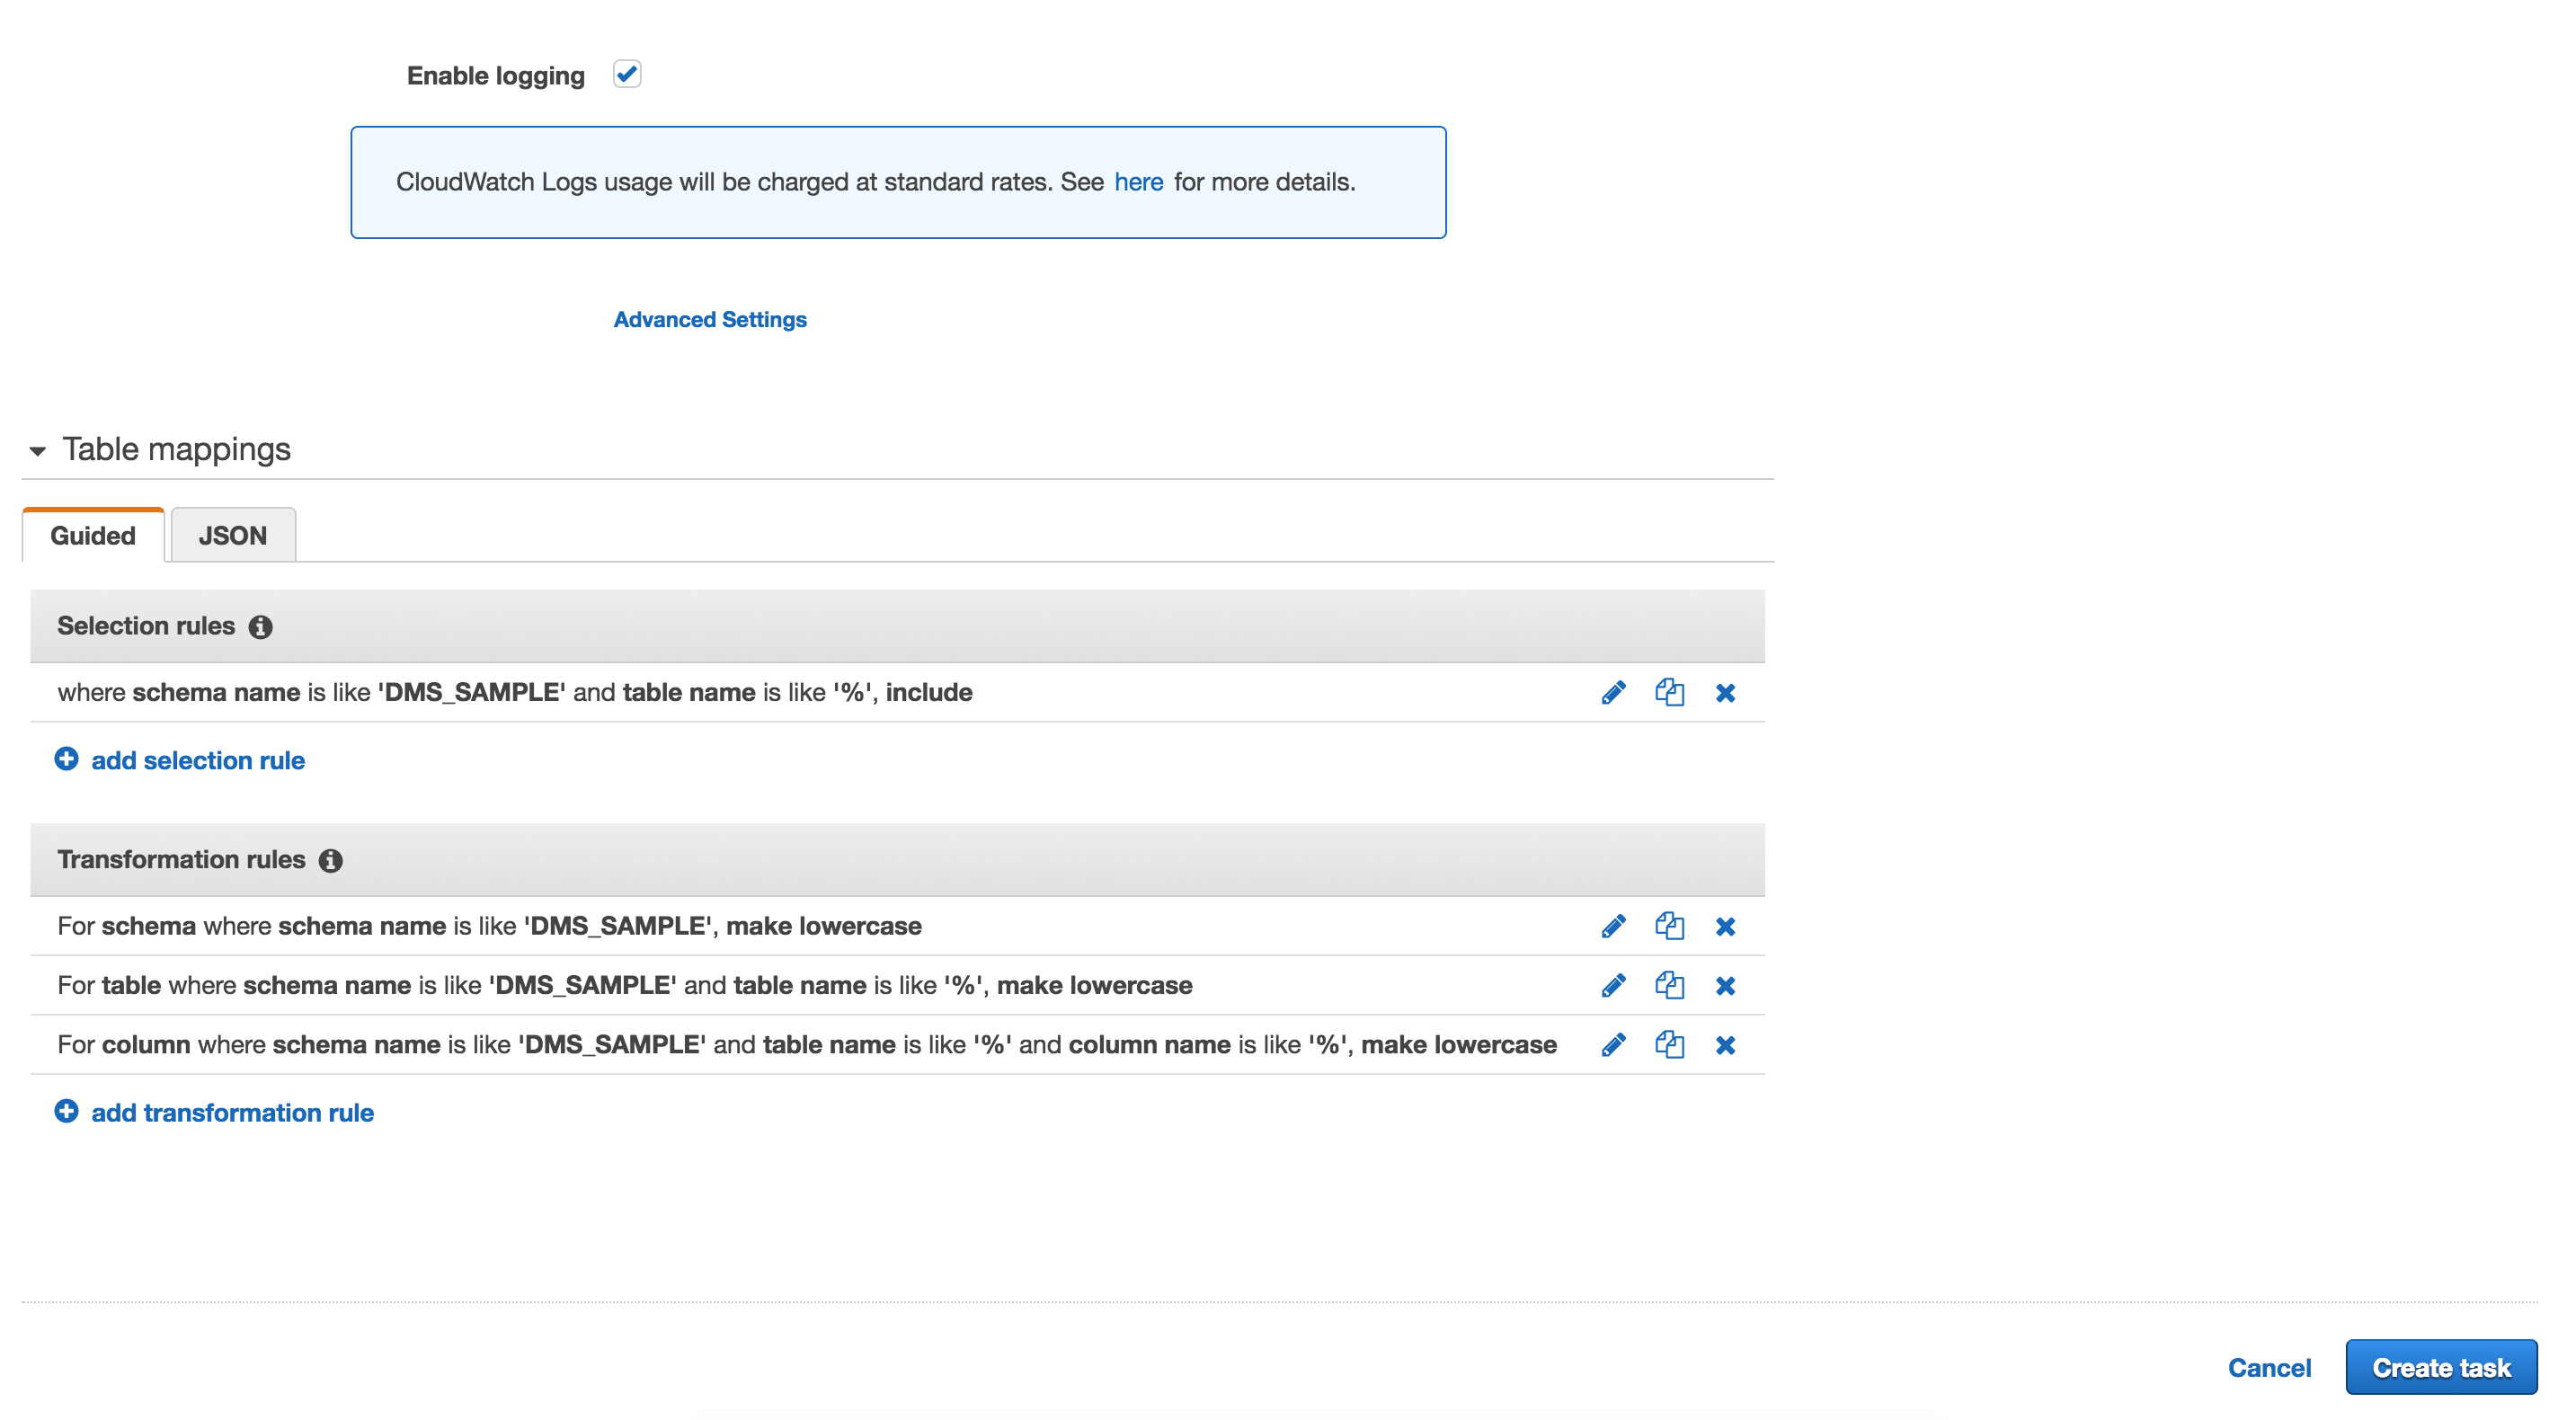 Enable logging
CloudWatch Logs usage will be charged at standard rates. See here for more details.
Advanced Settings
Table mappings
Guided JSON
Selection rules
where schema name is like 'DMS_SAMPLE' and table name is like '%', include
add selection rule
Transformation rules
For schema where schema name is like 'DMS_SAMPLE', make lowercase
For table where schema name is like 'DMS_SAMPLE' and table name is like '%', make lowercase
For column where schema name is like 'DMS_SAMPLE' and table name is like '%' and column name is like '%', make lowercase
add transformation rule
Cancel Create task